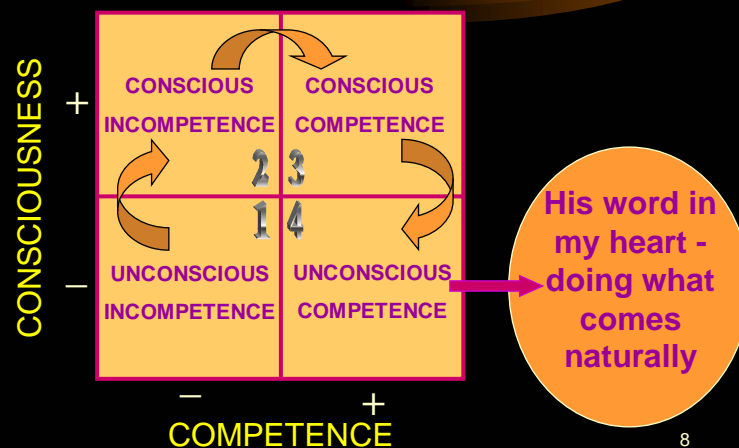 CONSCIOUSNESS
+
–
CONSCIOUS
INCOMPETENCE
2
CONSCIOUS
COMPETENCE
3
1
UNCONSCIOUS
INCOMPETENCE
4
UNCONSCIOUS
COMPETENCE
His word in
my heart -
doing what
comes
naturally
–
+
COMPETENCE
8